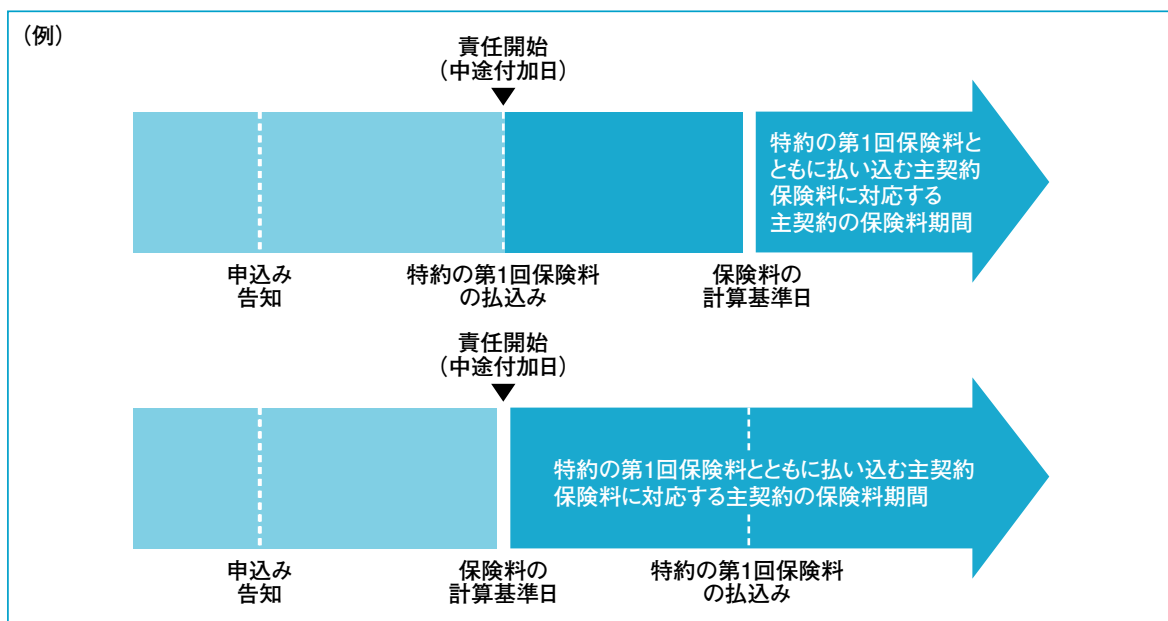 （例）
責任開始
（中途付加日）
特約の第1回保険料と
ともに払い込む主契約
保険料に対応する
主契約の保険料期間
申込み
告知
特約の第1回保険料
の払込み
保険料の
計算基準日
責任開始
（中途付加日）
特約の第1回保険料とともに払い込む主契約
保険料に対応する主契約の保険料期間
申込み
告知
保険料の
計算基準日
特約の第1回保険料
の払込み